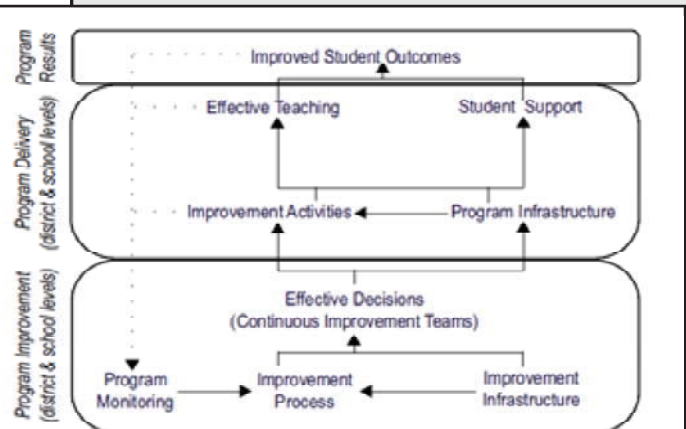 Program
Results
Improved Student Outcomes
Program Delivery
(district & school levels)
Effective Teaching
Student Support
Improvement Activities
Program Infrastructure
Program Improvement
(district & school levels)
Effective Decisions
(Continuous Improvement Teams)
Program
Monitoring
Improvement
Process
Improvement
Infrastructure